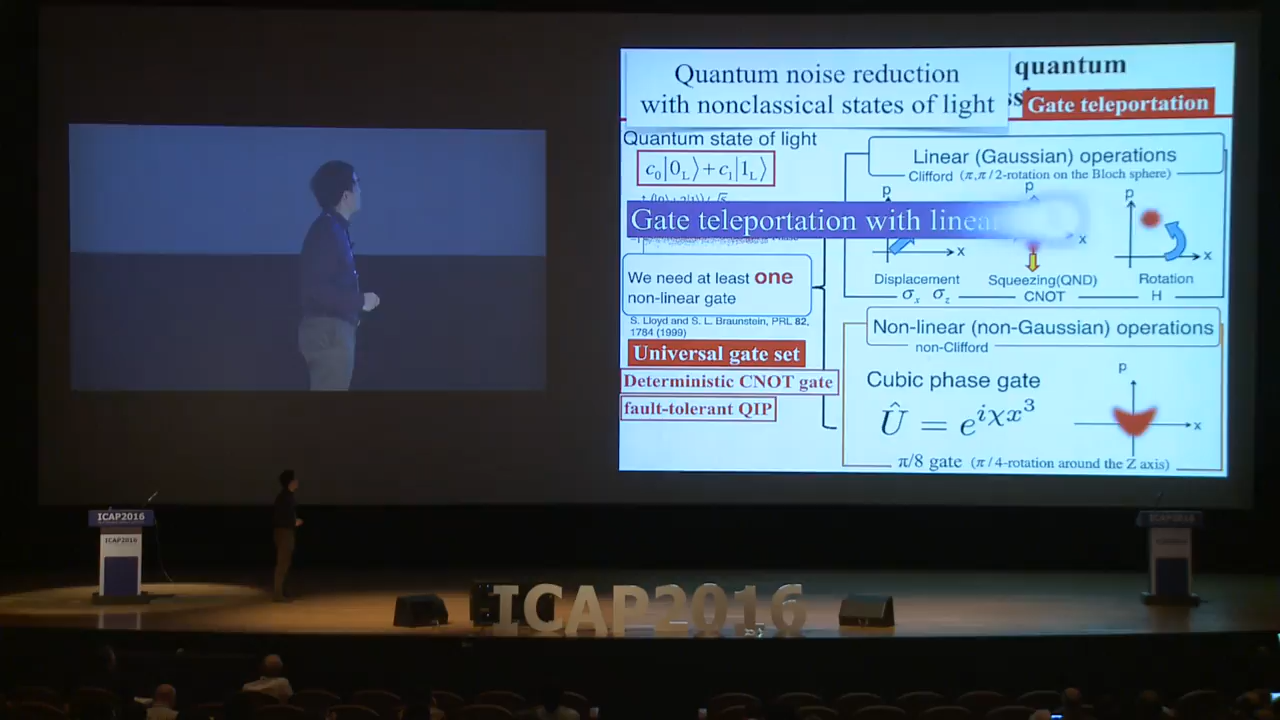 Quantum noise reduction
with nonclassical states of light
quantum
Gate teleportation
Quantum state of light
c₀|0_L⟩+c₁|1_L⟩
Gate teleportation with linea
We need at least one
non-linear gate
S. Lloyd and S. L. Braunstein, PRL 82,
1784 (1999)
Universal gate set
Deterministic CNOT gate
fault-tolerant QIP
Linear (Gaussian) operations
Clifford (π,π/2-rotation on the Bloch sphere)
p
x
Displacement
σₓ σ_z
p
x
Squeezing(QND)
CNOT
p
x
Rotation
H
Non-linear (non-Gaussian) operations
non-Clifford
Cubic phase gate
Û = e^{iχx³}
p
x
π/8 gate (π/4-rotation around the Z axis)
ICAP2016
ICAP2016
ICAP2016
ICAP2016